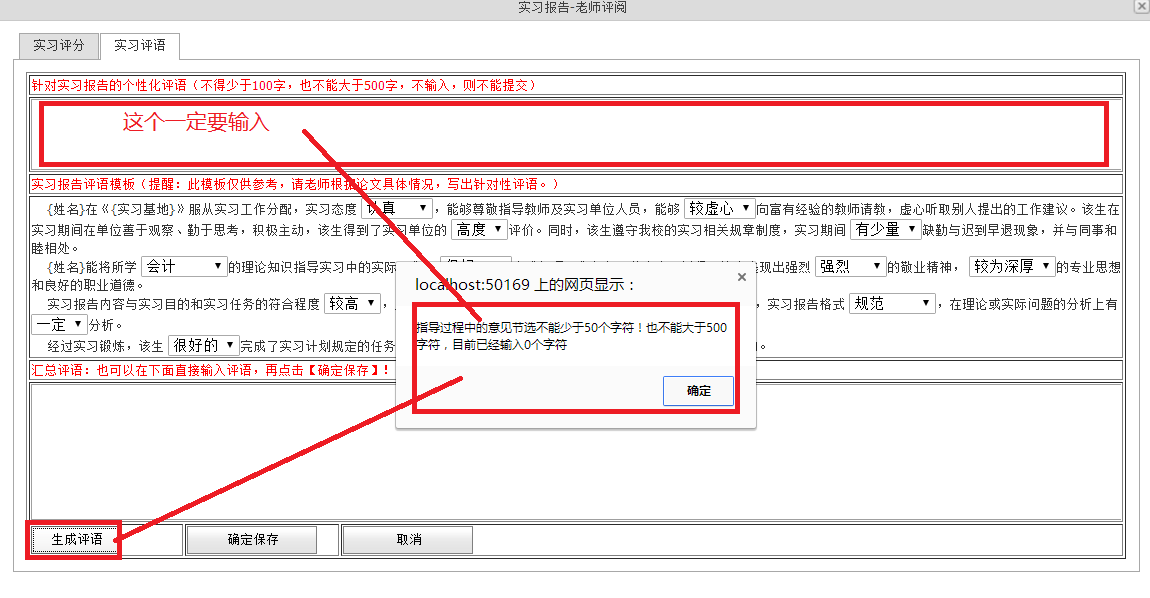 实习报告-老师评阅
实习评分 实习评语
针对实习报告的个性化评语（不得少于100字，也不能大于500字，不输入，则不能提交）
这个一定要输入
实习报告评语模板（提醒：此模板仅供参考，请老师根据论文具体情况，写出针对性评语。）
{姓名}在《{实习基地}》服从实习工作分配，实习态度 认真 ，能够尊敬指导教师及实习单位人员，能够 较虚心 向富有经验的教师请教，虚心听取别人提出的工作建议。该生在
实习期间在单位善于观察、勤于思考，积极主动，该生得到了实习单位的 高度 评价。同时，该生遵守我校的实习相关规章制度，实习期间 有少量 缺勤与迟到早退现象，并与同事和
睦相处。
{姓名}能将所学 会计 的理论知识指导实习中的实际 现出强烈 强烈 的敬业精神， 较为深厚 的专业思想
和良好的职业道德。
实习报告内容与实习目的和实习任务的符合程度 较高 ， ，实习报告格式 规范 ，在理论或实际问题的分析上有
一定 分析。
经过实习锻炼，该生 很好的 完成了实习计划规定的任务 。
汇总评语：也可以在下面直接输入评语，再点击【确定保存】！
localhost:50169 上的网页显示：
指导过程中的意见节选不能少于50个字符！也不能大于500
字符，目前已经输入0个字符
确定
生成评语 确定保存 取消